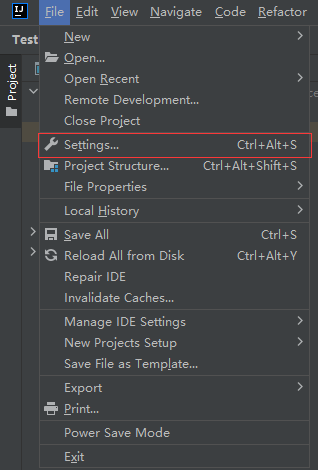 IJ File Edit View Navigate Code Refactor
Test
Project
New
Open...
Open Recent
Remote Development...
Close Project
Settings... Ctrl+Alt+S
Project Structure... Ctrl+Alt+Shift+S
File Properties
Local History
Save All Ctrl+S
Reload All from Disk Ctrl+Alt+Y
Repair IDE
Invalidate Caches...
Manage IDE Settings
New Projects Setup
Save File as Template...
Export
Print...
Power Save Mode
Exit